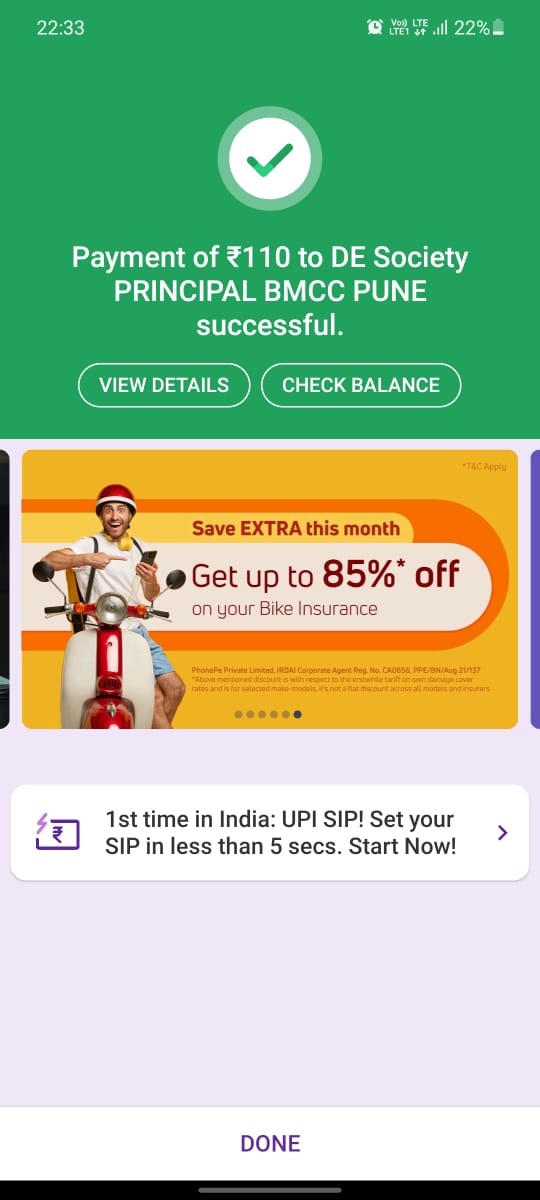 22:33
Vo)) LTE
LTE1
22%
Payment of ₹110 to DE Society
PRINCIPAL BMCC PUNE
successful.
VIEW DETAILS
CHECK BALANCE
*T&C Apply
Save EXTRA this month
Get up to 85%* off
on your Bike Insurance
PhonePe Private Limited, IRDAI Corporate Agent Reg. No. CA0656, PPE/BN/Aug 21/137
*Above mentioned discount is with respect to the erstwhile tariff on own damage cover
rates and is for selected make-models, it's not a flat discount across all models and insurers
₹
1st time in India: UPI SIP! Set your
SIP in less than 5 secs. Start Now!
DONE